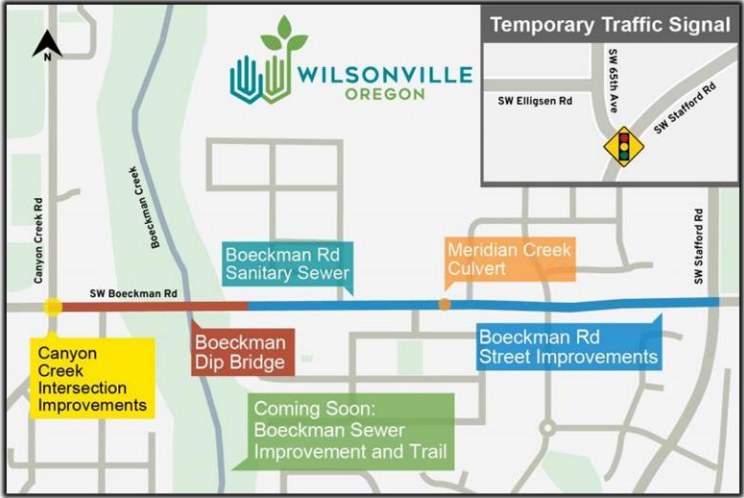 Temporary Traffic Signal
SW 65th Ave
SW Elligsen Rd
SW Stafford Rd
N
WILSONVILLE
OREGON
Canyon Creek Rd
Boeckman Creek
SW Stafford Rd
Boeckman Rd
Sanitary Sewer
Meridian Creek
Culvert
SW Boeckman Rd
Canyon
Creek
Intersection
Improvements
Boeckman
Dip Bridge
Boeckman Rd
Street Improvements
Coming Soon:
Boeckman Sewer
Improvement and Trail